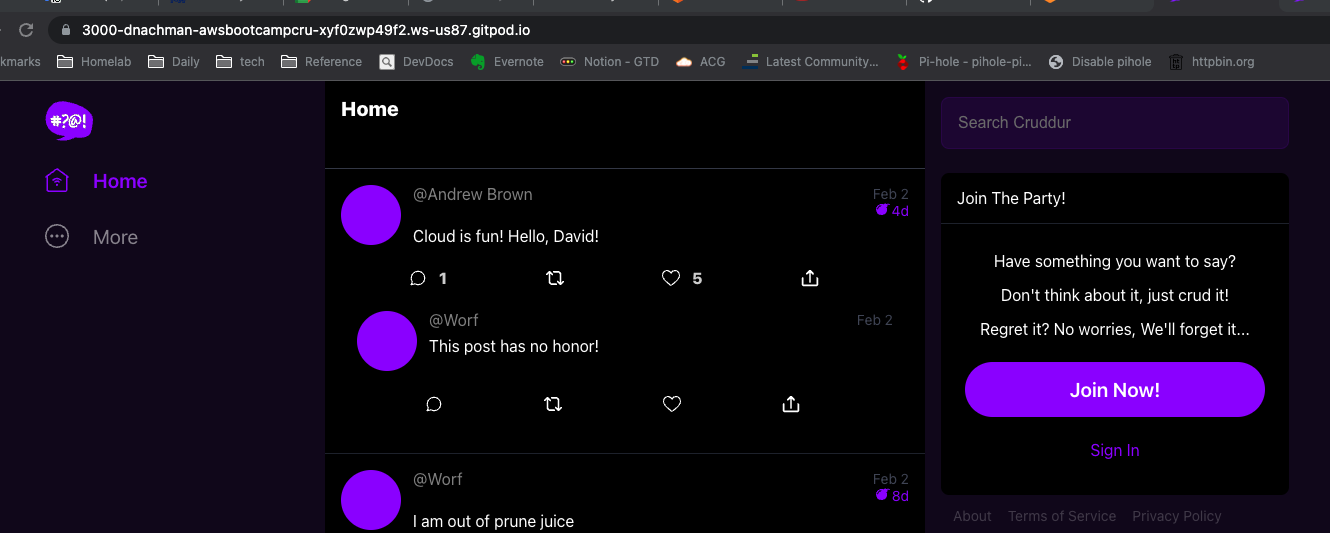 3000-dnachman-awsbootcampcru-xyf0zwp49f2.ws-us87.gitpod.io
kmarks Homelab Daily tech Reference DevDocs Evernote Notion - GTD ACG Latest Community... Pi-hole - pihole-pi... Disable pihole httpbin.org
#?@!
Home
More
Home
@Andrew Brown Feb 2
4d
Cloud is fun! Hello, David!
1 5
@Worf Feb 2
This post has no honor!
@Worf Feb 2
8d
I am out of prune juice
Search Cruddur
Join The Party!
Have something you want to say?
Don't think about it, just crud it!
Regret it? No worries, We'll forget it...
Join Now!
Sign In
About Terms of Service Privacy Policy